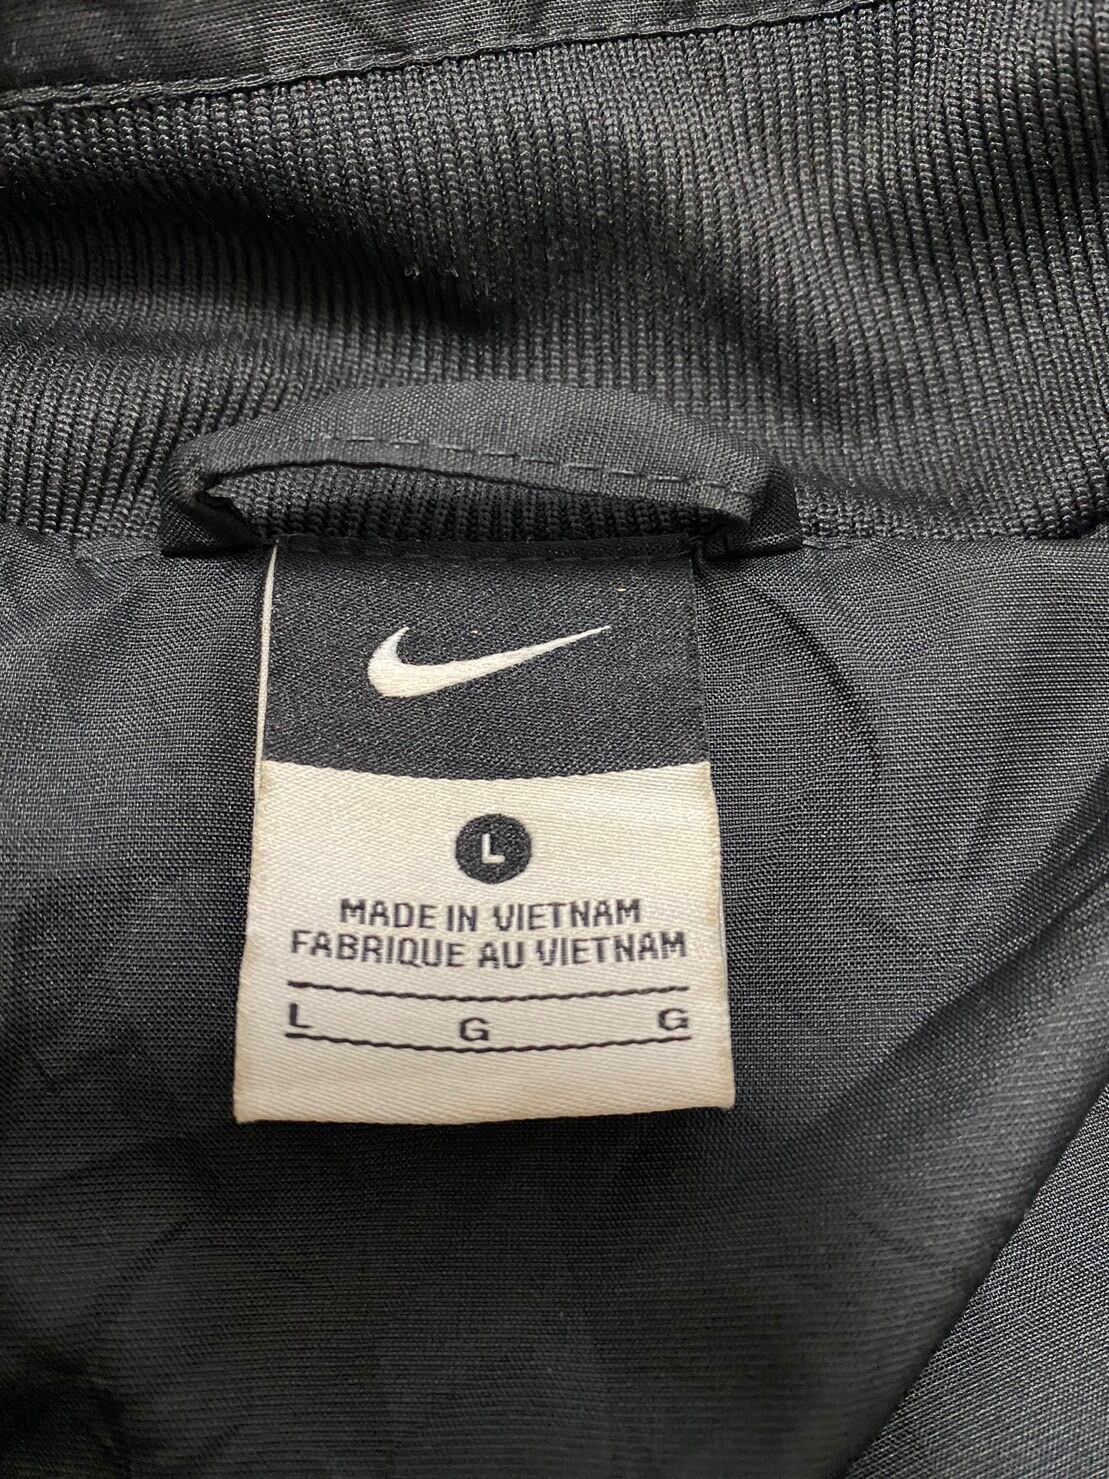 L
MADE IN VIETNAM
FABRIQUE AU VIETNAM
L G G